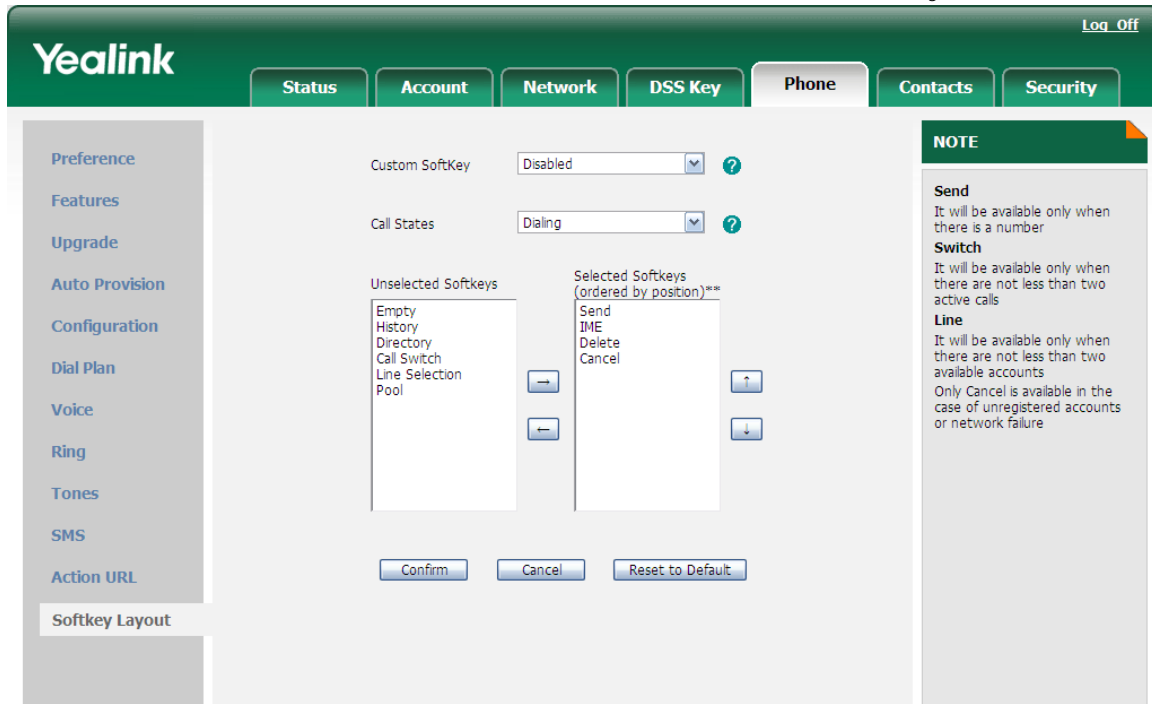 Log Off
Yealink
Status
Account
Network
DSS Key
Phone
Contacts
Security
Preference
Features
Upgrade
Auto Provision
Configuration
Dial Plan
Voice
Ring
Tones
SMS
Action URL
Softkey Layout
Custom SoftKey
Disabled
?
Call States
Dialing
?
Unselected Softkeys
Empty
History
Directory
Call Switch
Line Selection
Pool
→
←
Selected Softkeys
(ordered by position)**
Send
IME
Delete
Cancel
↑
↓
Confirm
Cancel
Reset to Default
NOTE
Send
It will be available only when
there is a number
Switch
It will be available only when
there are not less than two
active calls
Line
It will be available only when
there are not less than two
available accounts
Only Cancel is available in the
case of unregistered accounts
or network failure